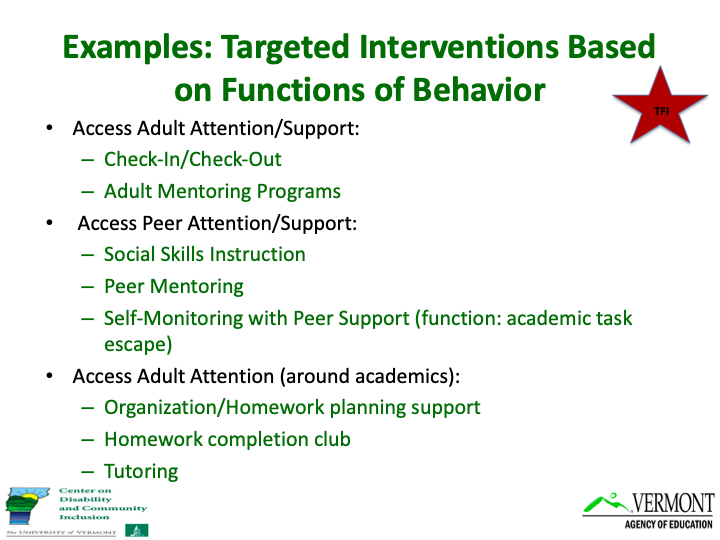 Examples: Targeted Interventions Based
on Functions of Behavior
TFI
• Access Adult Attention/Support:
– Check-In/Check-Out
– Adult Mentoring Programs
• Access Peer Attention/Support:
– Social Skills Instruction
– Peer Mentoring
– Self-Monitoring with Peer Support (function: academic task
escape)
• Access Adult Attention (around academics):
– Organization/Homework planning support
– Homework completion club
– Tutoring
Center on
Disability
and Community
Inclusion
The UNIVERSITY of VERMONT
VERMONT
AGENCY OF EDUCATION